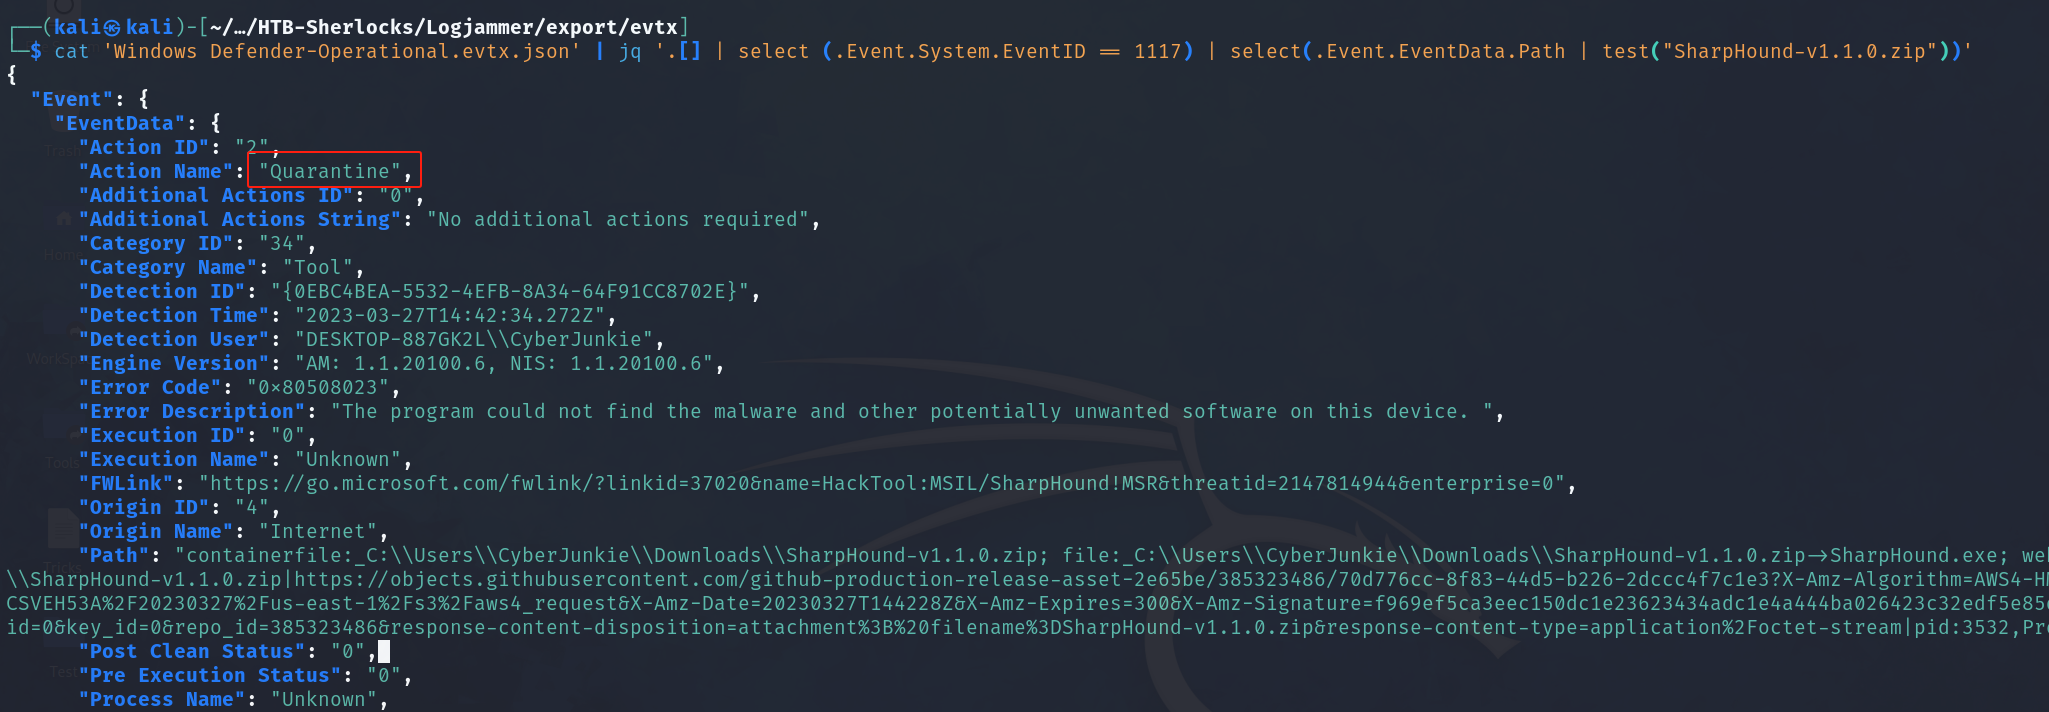 ┌──(kali㉿kali)-[~/…/HTB-Sherlocks/Logjammer/export/evtx]
└─$ cat 'Windows Defender-Operational.evtx.json' | jq '.[] | select (.Event.System.EventID == 1117) | select(.Event.EventData.Path | test("SharpHound-v1.1.0.zip"))'
{
  "Event": {
    "EventData": {
      "Action ID": "2",
      "Action Name": "Quarantine",
      "Additional Actions ID": "0",
      "Additional Actions String": "No additional actions required",
      "Category ID": "34",
      "Category Name": "Tool",
      "Detection ID": "{0EBC4BEA-5532-4EFB-8A34-64F91CC8702E}",
      "Detection Time": "2023-03-27T14:42:34.272Z",
      "Detection User": "DESKTOP-887GK2L\\CyberJunkie",
      "Engine Version": "AM: 1.1.20100.6, NIS: 1.1.20100.6",
      "Error Code": "0x80508023",
      "Error Description": "The program could not find the malware and other potentially unwanted software on this device. ",
      "Execution ID": "0",
      "Execution Name": "Unknown",
      "FWLink": "https://go.microsoft.com/fwlink/?linkid=37020&name=HackTool:MSIL/SharpHound!MSR&threatid=2147814944&enterprise=0",
      "Origin ID": "4",
      "Origin Name": "Internet",
      "Path": "containerfile:_C:\\Users\\CyberJunkie\\Downloads\\SharpHound-v1.1.0.zip; file:_C:\\Users\\CyberJunkie\\Downloads\\SharpHound-v1.1.0.zip->SharpHound.exe; we
\\SharpHound-v1.1.0.zip|https://objects.githubusercontent.com/github-production-release-asset-2e65be/385323486/70d776cc-8f83-44d5-b226-2dccc4f7c1e3?X-Amz-Algorithm=AWS4-H
CSVEH53A%2F20230327%2Fus-east-1%2Fs3%2Faws4_request&X-Amz-Date=20230327T144228Z&X-Amz-Expires=300&X-Amz-Signature=f969ef5ca3eec150dc1e23623434adc1e4a444ba026423c32edf5e85
id=0&key_id=0&repo_id=385323486&response-content-disposition=attachment%3B%20filename%3DSharpHound-v1.1.0.zip&response-content-type=application%2Foctet-stream|pid:3532,Pr
      "Post Clean Status": "0",
      "Pre Execution Status": "0",
      "Process Name": "Unknown",